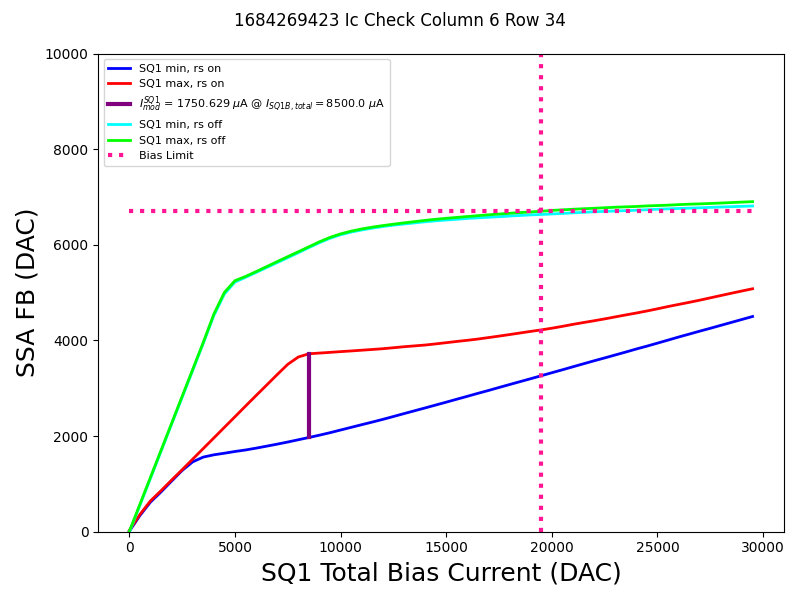 1684269423 Ic Check Column 6 Row 34
10000
8000
6000
4000
2000
0
SSA FB (DAC)
SQ1 min, rs on
SQ1 max, rs on
I_{mod}^{SQ1} = 1750.629 μA @ I_{SQ1B, total} = 8500.0 μA
SQ1 min, rs off
SQ1 max, rs off
Bias Limit
0 5000 10000 15000 20000 25000 30000
SQ1 Total Bias Current (DAC)